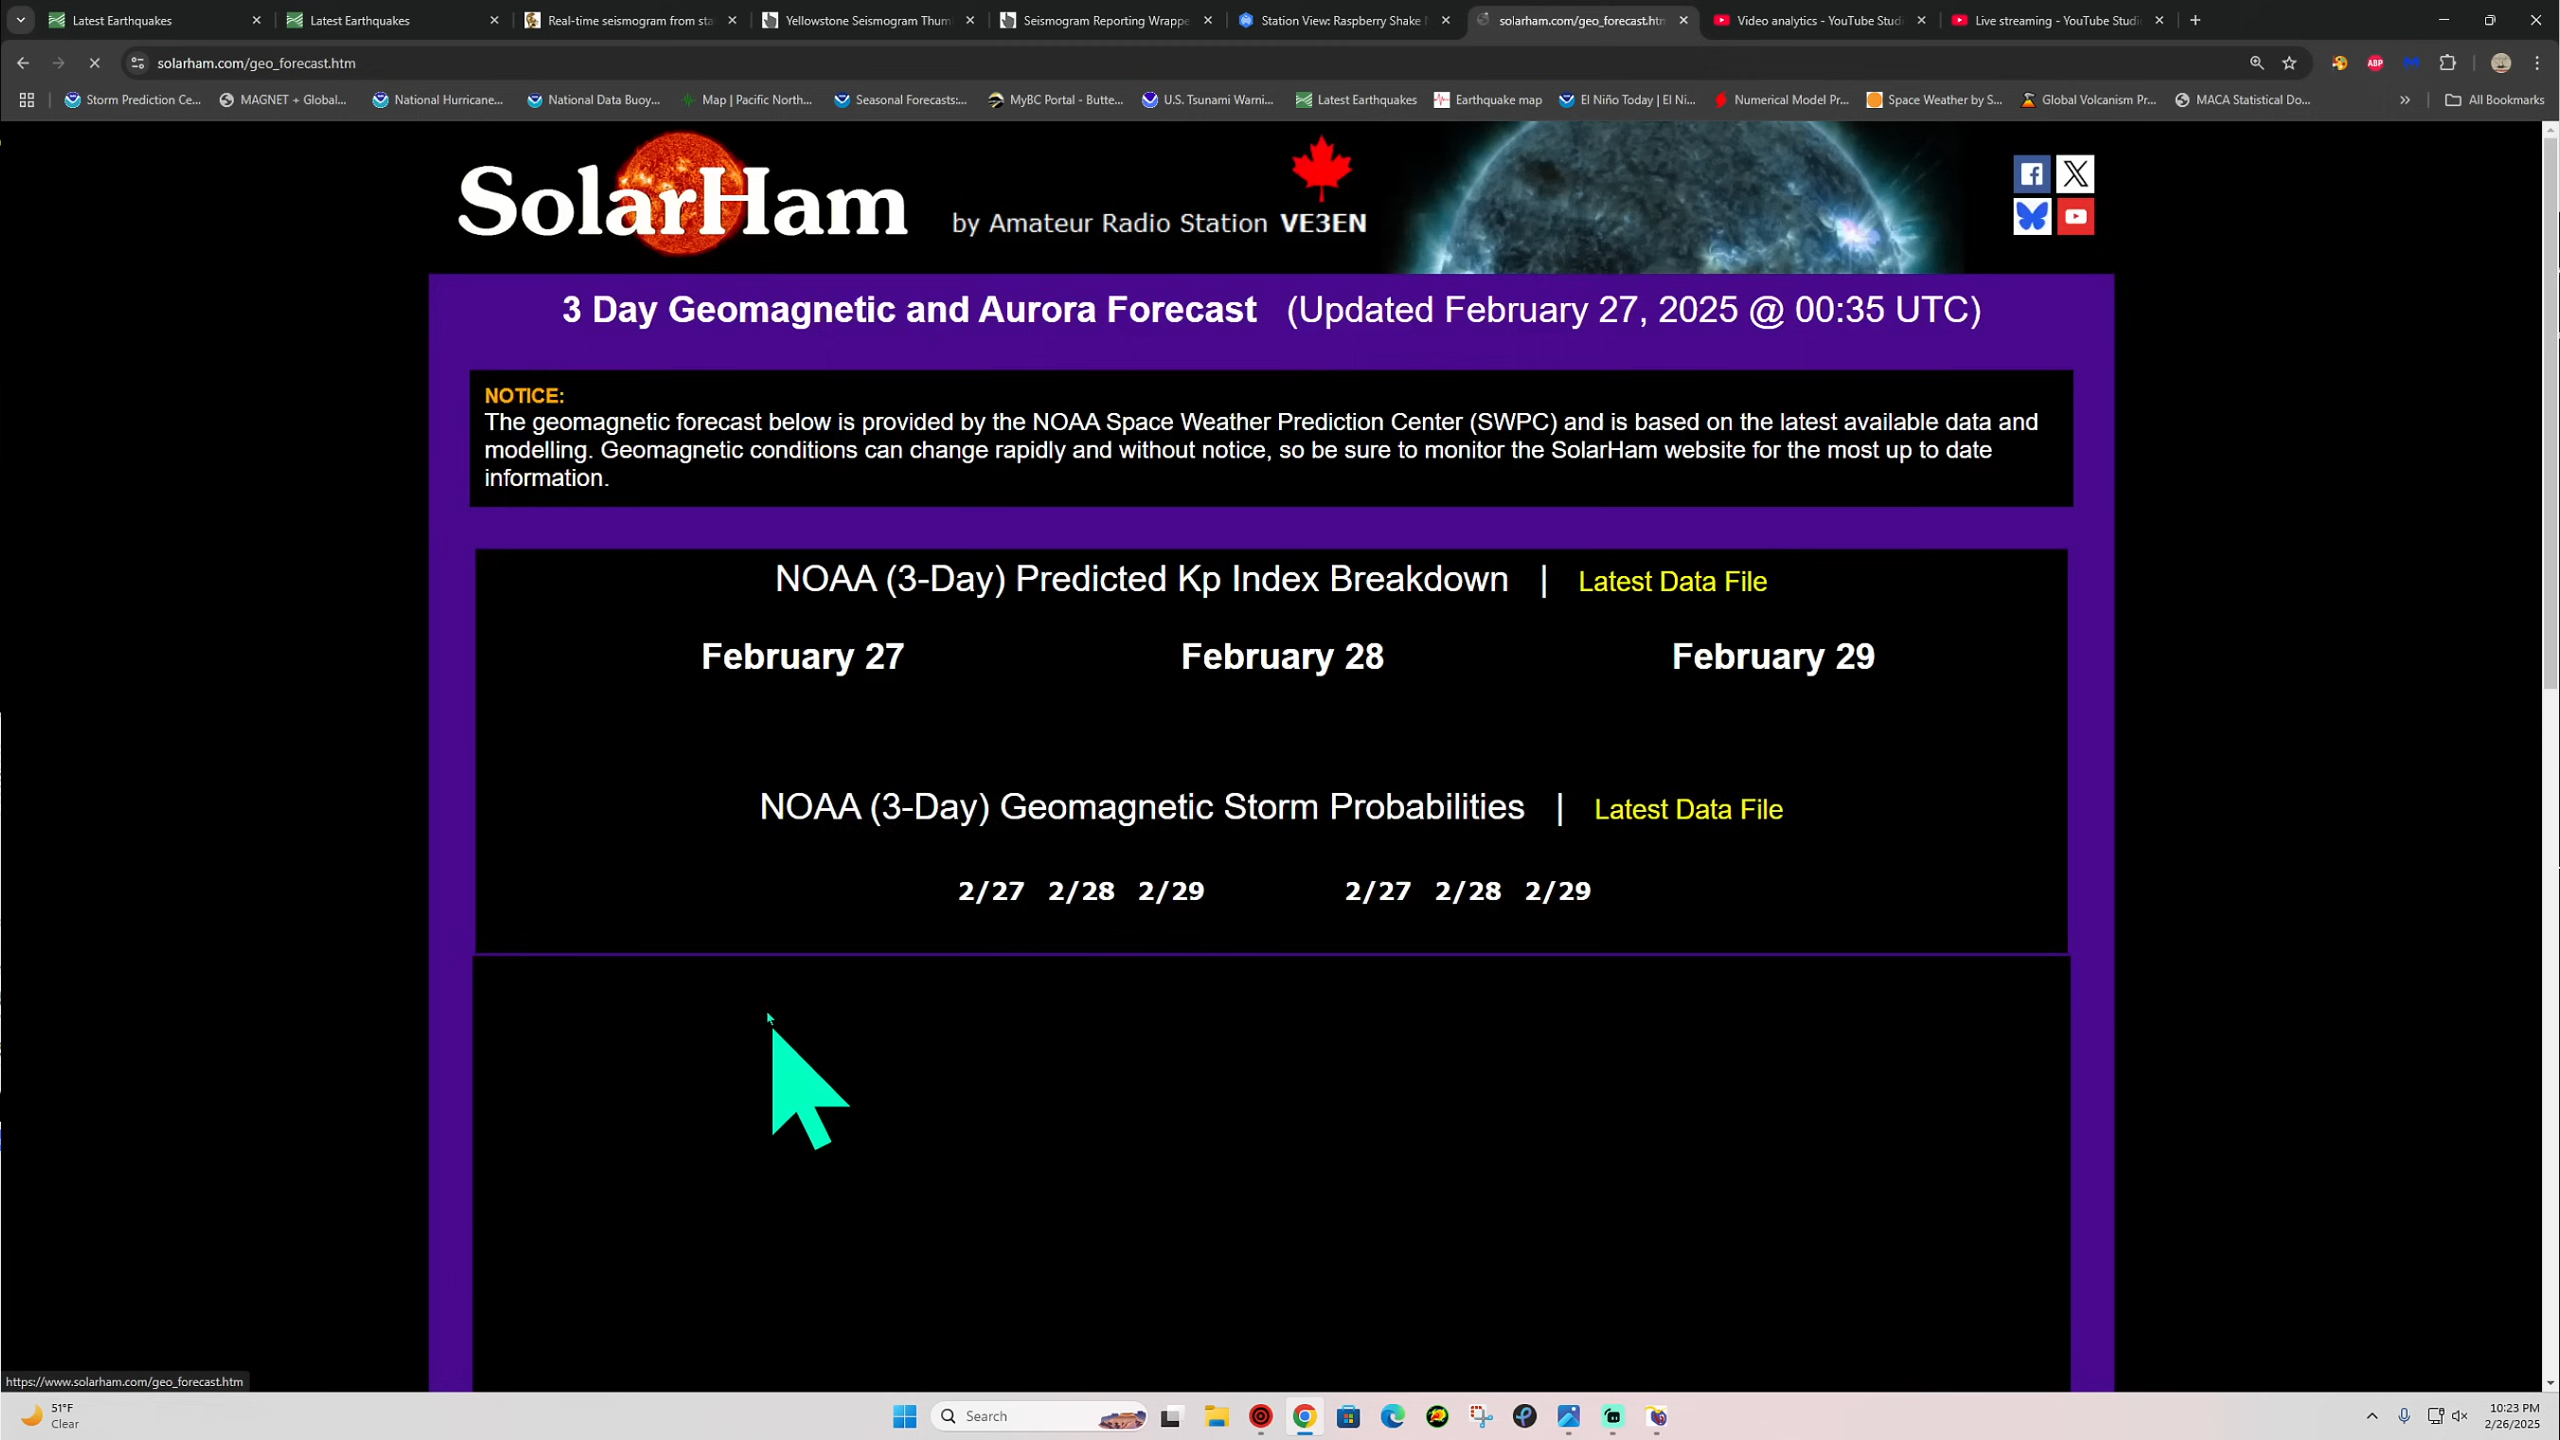 Latest Earthquakes
Latest Earthquakes
Real-time seismogram from sta
Yellowstone Seismogram Thum
Seismogram Reporting Wrappe
Station View: Raspberry Shake
solarham.com/geo_forecast.htm
Video analytics - YouTube Studi
Live streaming - YouTube Studi
solarham.com/geo_forecast.htm
ABP
Storm Prediction Ce...
MAGNET + Global...
National Hurricane...
National Data Buoy...
Map | Pacific North...
Seasonal Forecasts:...
MyBC Portal - Butte...
U.S. Tsunami Warni...
Latest Earthquakes
Earthquake map
El Niño Today | El Ni...
Numerical Model Pr...
Space Weather by S...
Global Volcanism Pr...
MACA Statistical Do...
All Bookmarks
SolarHam
by Amateur Radio Station VE3EN
3 Day Geomagnetic and Aurora Forecast (Updated February 27, 2025 @ 00:35 UTC)
NOTICE:
The geomagnetic forecast below is provided by the NOAA Space Weather Prediction Center (SWPC) and is based on the latest available data and
modelling. Geomagnetic conditions can change rapidly and without notice, so be sure to monitor the SolarHam website for the most up to date
information.
NOAA (3-Day) Predicted Kp Index Breakdown | Latest Data File
February 27 February 28 February 29
NOAA (3-Day) Geomagnetic Storm Probabilities | Latest Data File
2/27 2/28 2/29 2/27 2/28 2/29
https://www.solarham.com/geo_forecast.htm
51°F
Clear
Search
10:23 PM
2/26/2025